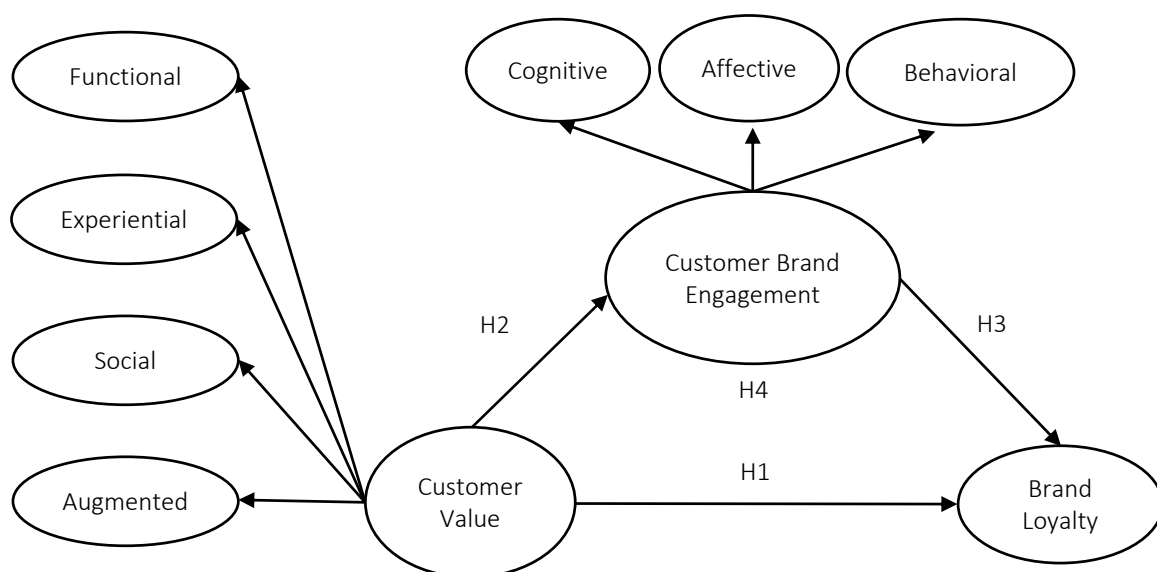 Functional
Experiential
Social
Augmented
Cognitive
Affective
Behavioral
Customer Brand
Engagement
H2
H3
H4
H1
Customer
Value
Brand
Loyalty